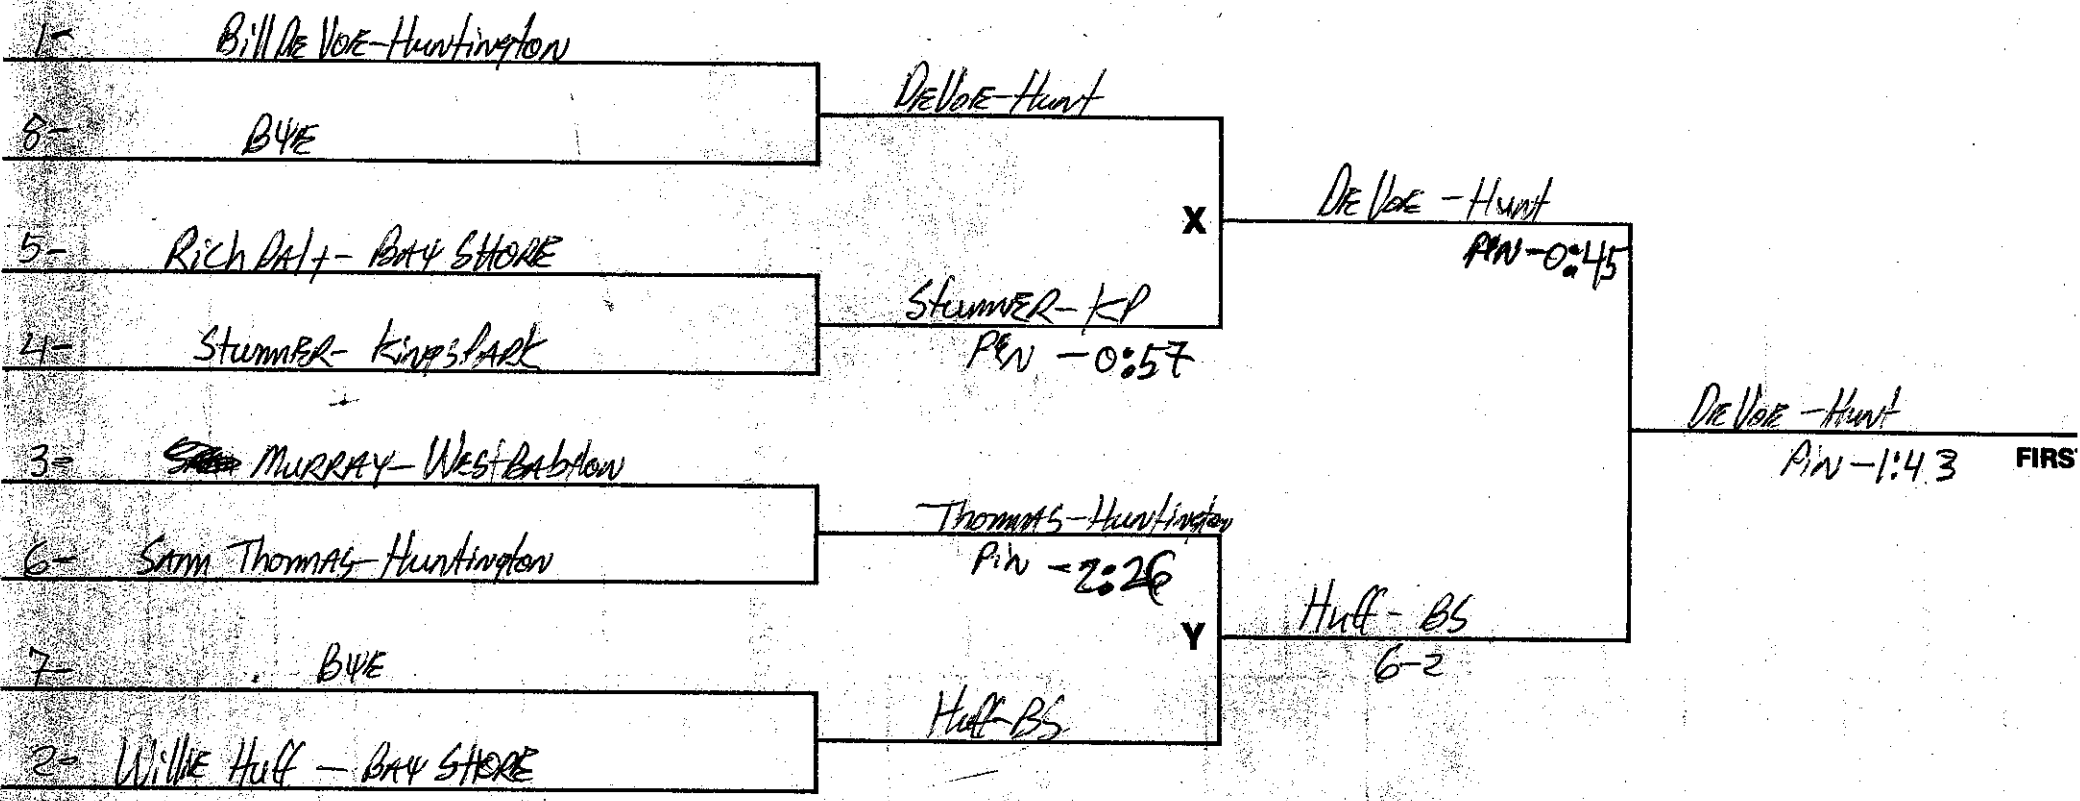 1- Bill DeVoe-Huntington
DeVoe-Hunt
8- BYE
DeVoe-Hunt
X
Pin-0:45
5- Rich Dalt- BAY SHORE
Stummer-KP
4- Stummer- Kings Park
Pin -0:57
DeVoe-Hunt
Pin-1:43 FIRS
3- Murray-West Babylon
Thomas-Huntington
6- Sam Thomas-Huntington
Pin -2:26
Huff- BS
Y
6-2
7- BYE
Huff-BS
2- Willie Huff - BAY SHORE